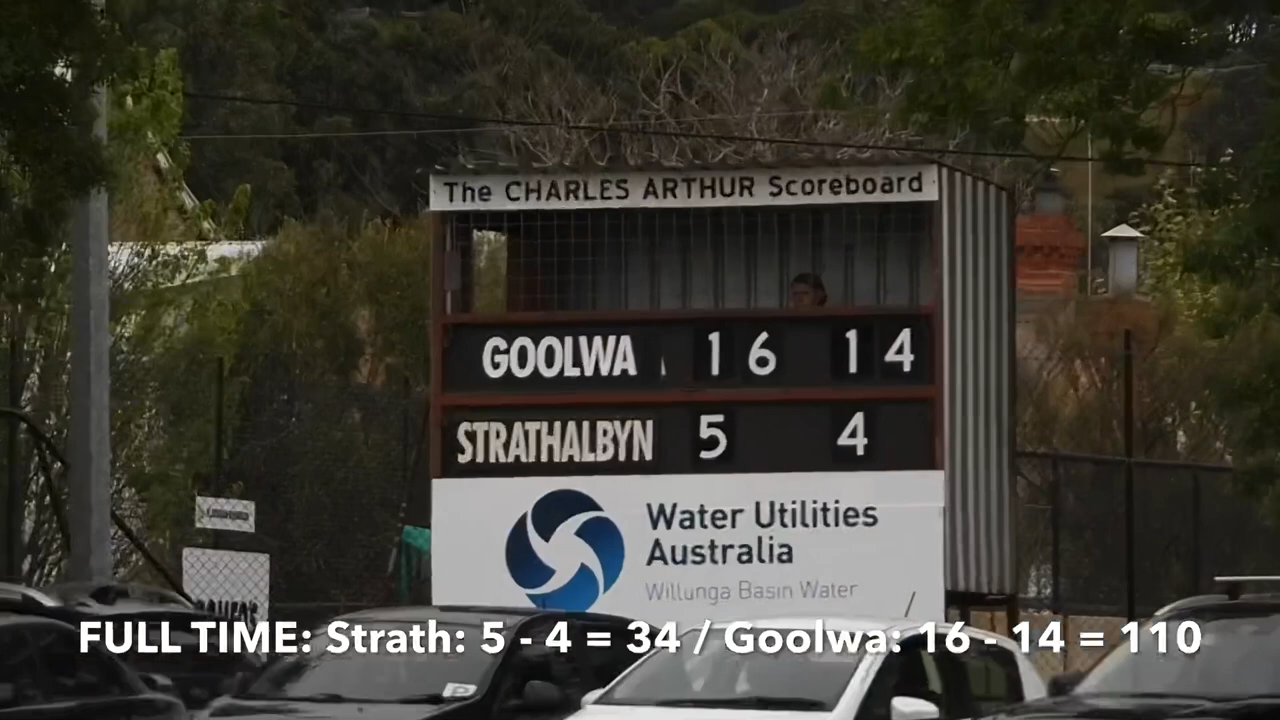 The CHARLES ARTHUR Scoreboard
GOOLWA 16 14
STRATHALBYN 5 4
Water Utilities
Australia
Willunga Basin Water
P
FULL TIME: Strath: 5 - 4 = 34 / Goolwa: 16 - 14 = 110